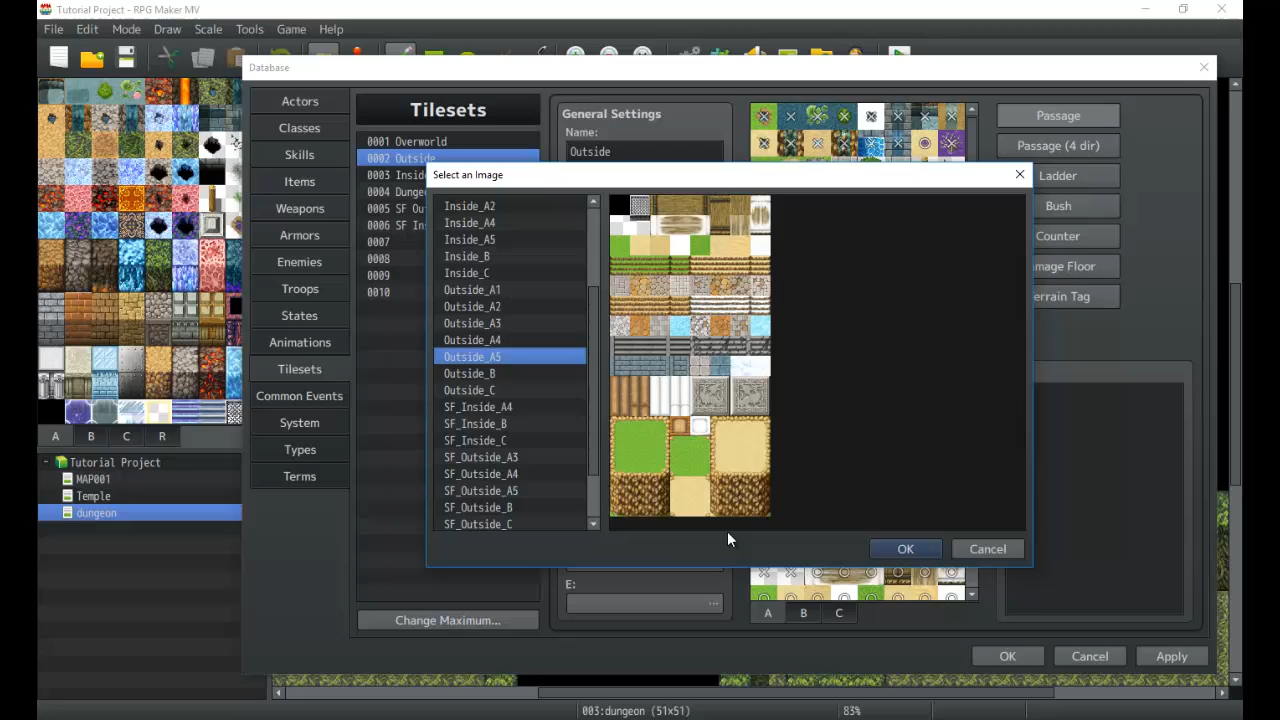 Tutorial Project - RPG Maker MV
File Edit Mode Draw Scale Tools Game Help
Database
Actors
Classes
Skills
Items
Weapons
Armors
Enemies
Troops
States
Animations
Tilesets
Common Events
System
Types
Terms
Tilesets
0001 Overworld
0002 Outside
0003 Insid
0004 Dunge
0005 SF Ou
0006 SF In
0007
0008
0009
0010
Change Maximum...
General Settings
Name:
Outside
E:
...
Passage
Passage (4 dir)
Ladder
Bush
Counter
mage Floor
errain Tag
Select an Image
Inside_A2
Inside_A4
Inside_A5
Inside_B
Inside_C
Outside_A1
Outside_A2
Outside_A3
Outside_A4
Outside_A5
Outside_B
Outside_C
SF_Inside_A4
SF_Inside_B
SF_Inside_C
SF_Outside_A3
SF_Outside_A4
SF_Outside_A5
SF_Outside_B
SF_Outside_C
OK Cancel
A B C
OK Cancel Apply
A B C R
Tutorial Project
MAP001
Temple
dungeon
003:dungeon (51x51) 83%